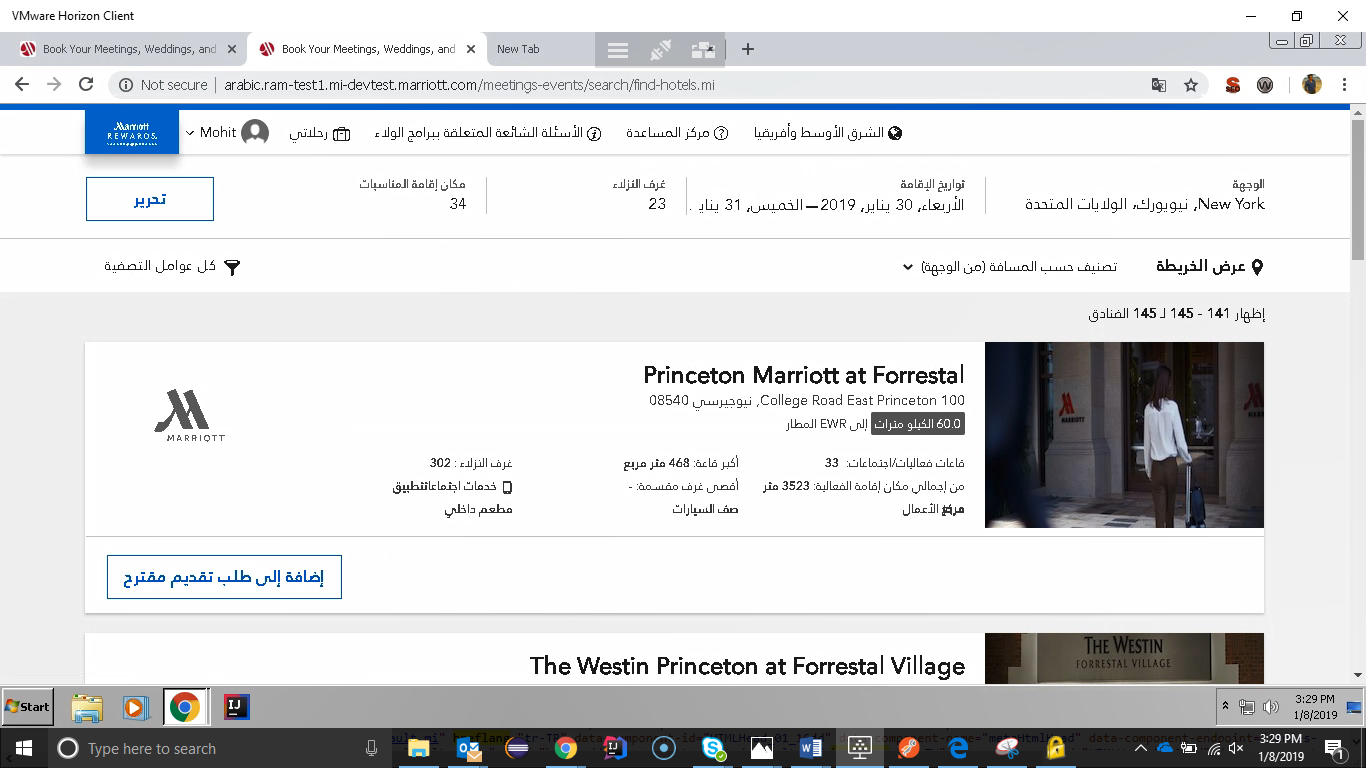 VMware Horizon Client
Book Your Meetings, Weddings, and
Book Your Meetings, Weddings, and
New Tab
Not secure | arabic.ram-test1.mi-devtest.marriott.com/meetings-events/search/find-hotels.mi
الشرق الأوسط وأفريقيا
مركز المساعدة
الأسئلة الشائعة المتعلقة ببرامج الولاء
رحلاتي
Mohit
Marriott
REWARDS.
الوجهة
New York, نيويورك, الولايات المتحدة
تواريخ الإقامة
الأربعاء, 30 يناير, 2019—الخميس, 31 يناير .
غرف النزلاء
23
مكان إقامة المناسبات
34
تحرير
عرض الخريطة
تصنيف حسب المسافة (من الوجهة)
كل عوامل التصفية
إظهار 141 - 145 لـ 145 الفنادق
Princeton Marriott at Forrestal
100 College Road East Princeton, نيوجيرسي 08540
60.0 الكيلو مترات إلى EWR المطار
قاعات فعاليات/اجتماعات: 33
أكبر قاعة: 468 متر مربع
غرف النزلاء : 302
من إجمالي مكان إقامة الفعالية: 3523 متر مربع
أقصى غرف مقسمة: -
خدمات اجتماعاتتطبيق
مركز الأعمال
صف السيارات
مطعم داخلي
MARRIOTT
MARRIOTT
إضافة إلى طلب تقديم مقترح
The Westin Princeton at Forrestal Village
THE WESTIN
FORRESTAL VILLAGE
Start
3:29 PM
1/8/2019
Type here to search
3:29 PM
1/8/2019
1